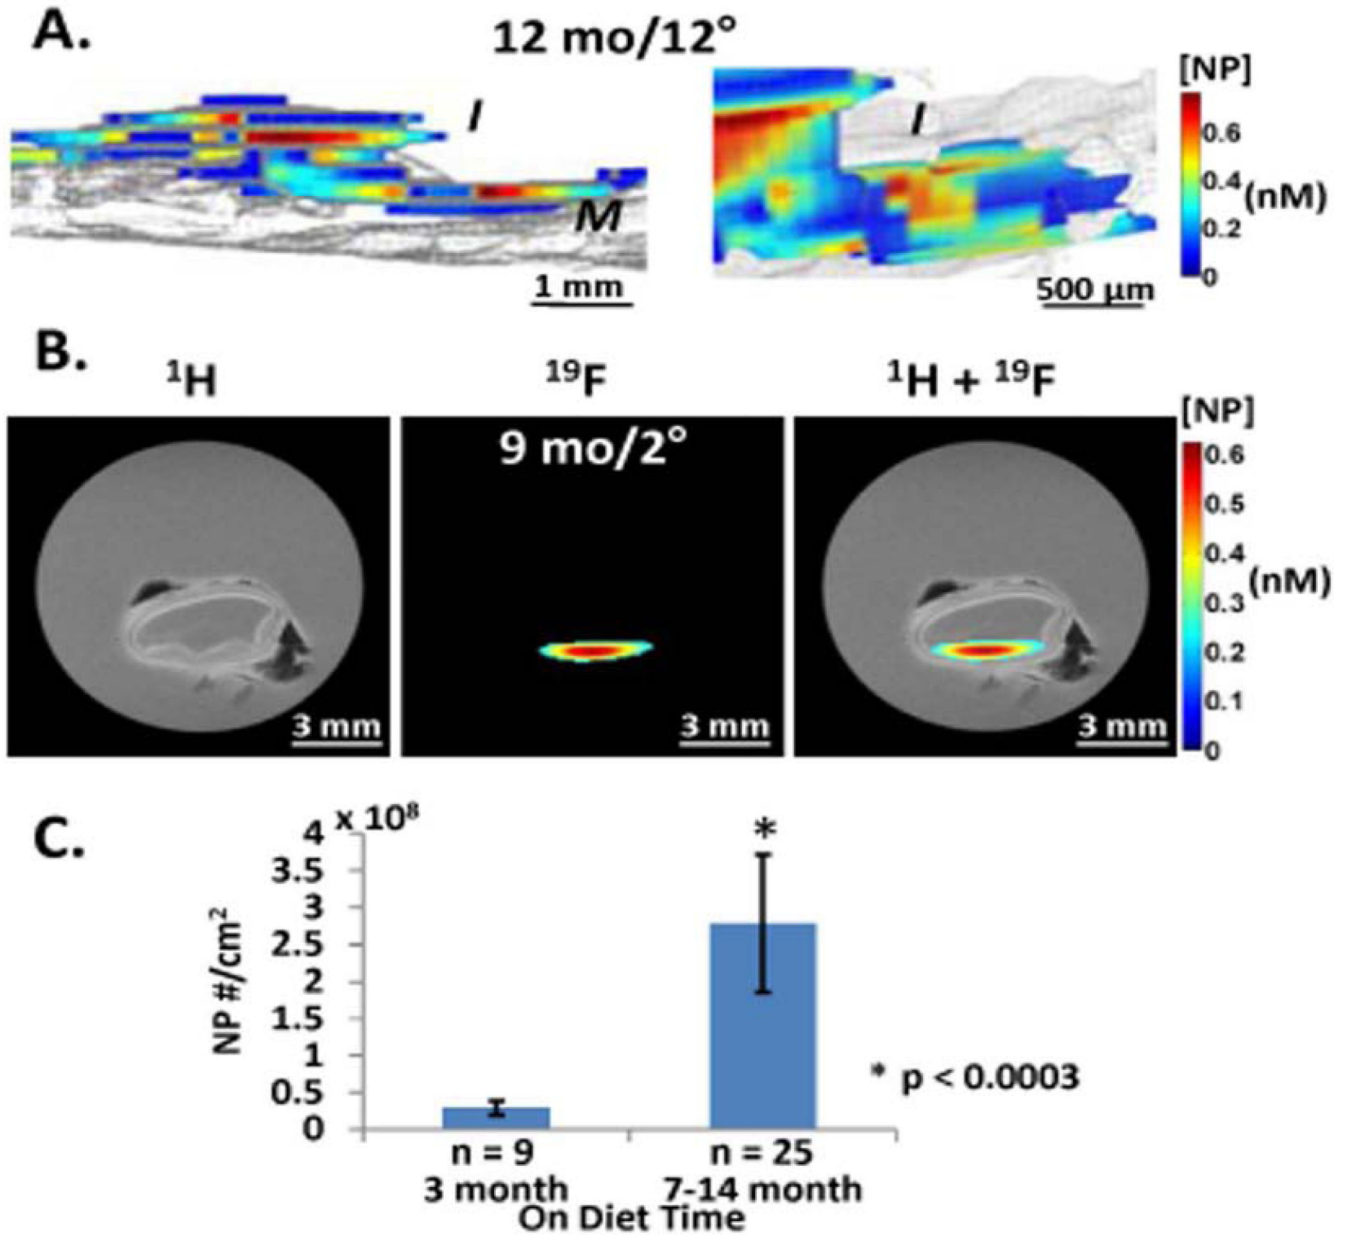 A.
12 mo/12°
I
M
1 mm
I
500 µm
[NP]
0.6
0.4
(nM)
0.2
0
B.
¹H
¹⁹F
¹H + ¹⁹F
9 mo/2°
3 mm
3 mm
3 mm
[NP]
0.6
0.5
0.4
(nM)
0.3
0.2
0.1
0
C.
x 10⁸
4
3.5
3
2.5
2
1.5
1
0.5
0
NP #/cm²
*
* p < 0.0003
n = 9
n = 25
3 month
7-14 month
On Diet Time